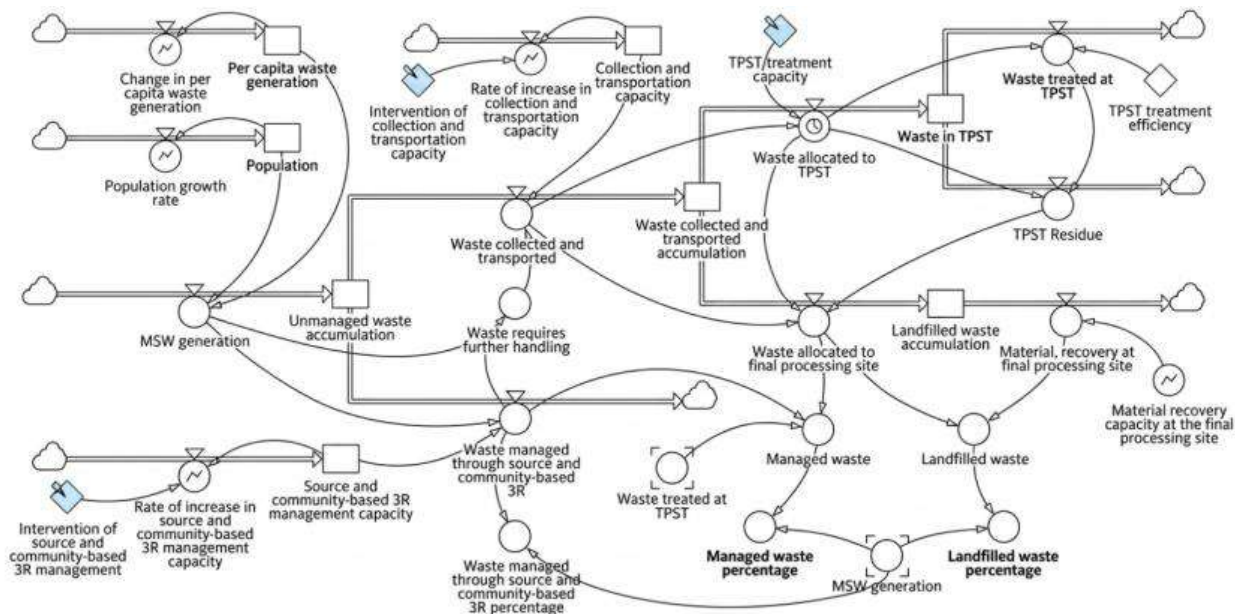 Change in per
capita waste
generation
Per capita waste
generation
Population growth
rate
Population
Intervention of
collection and
transportation
capacity
Rate of increase in
collection and
transportation
capacity
Collection and
transportation
capacity
TPST treatment
capacity
Waste allocated to
TPST
Waste in TPST
Waste treated at
TPST
TPST treatment
efficiency
TPST Residue
Waste collected and
transported
Waste collected and
transported
accumulation
MSW generation
Unmanaged waste
accumulation
Waste requires
further handling
Waste allocated to
final processing site
Landfilled waste
accumulation
Material, recovery at
final processing site
Material recovery
capacity at the final
processing site
Intervention of
source and
community-based
3R management
Rate of increase in
source and
community-based
3R management
capacity
Source and
community-based 3R
management capacity
Waste managed
through source and
community-based
3R
Waste managed
through source and
community-based
3R percentage
Waste treated at
TPST
Managed waste
Landfilled waste
Managed waste
percentage
MSW generation
Landfilled waste
percentage